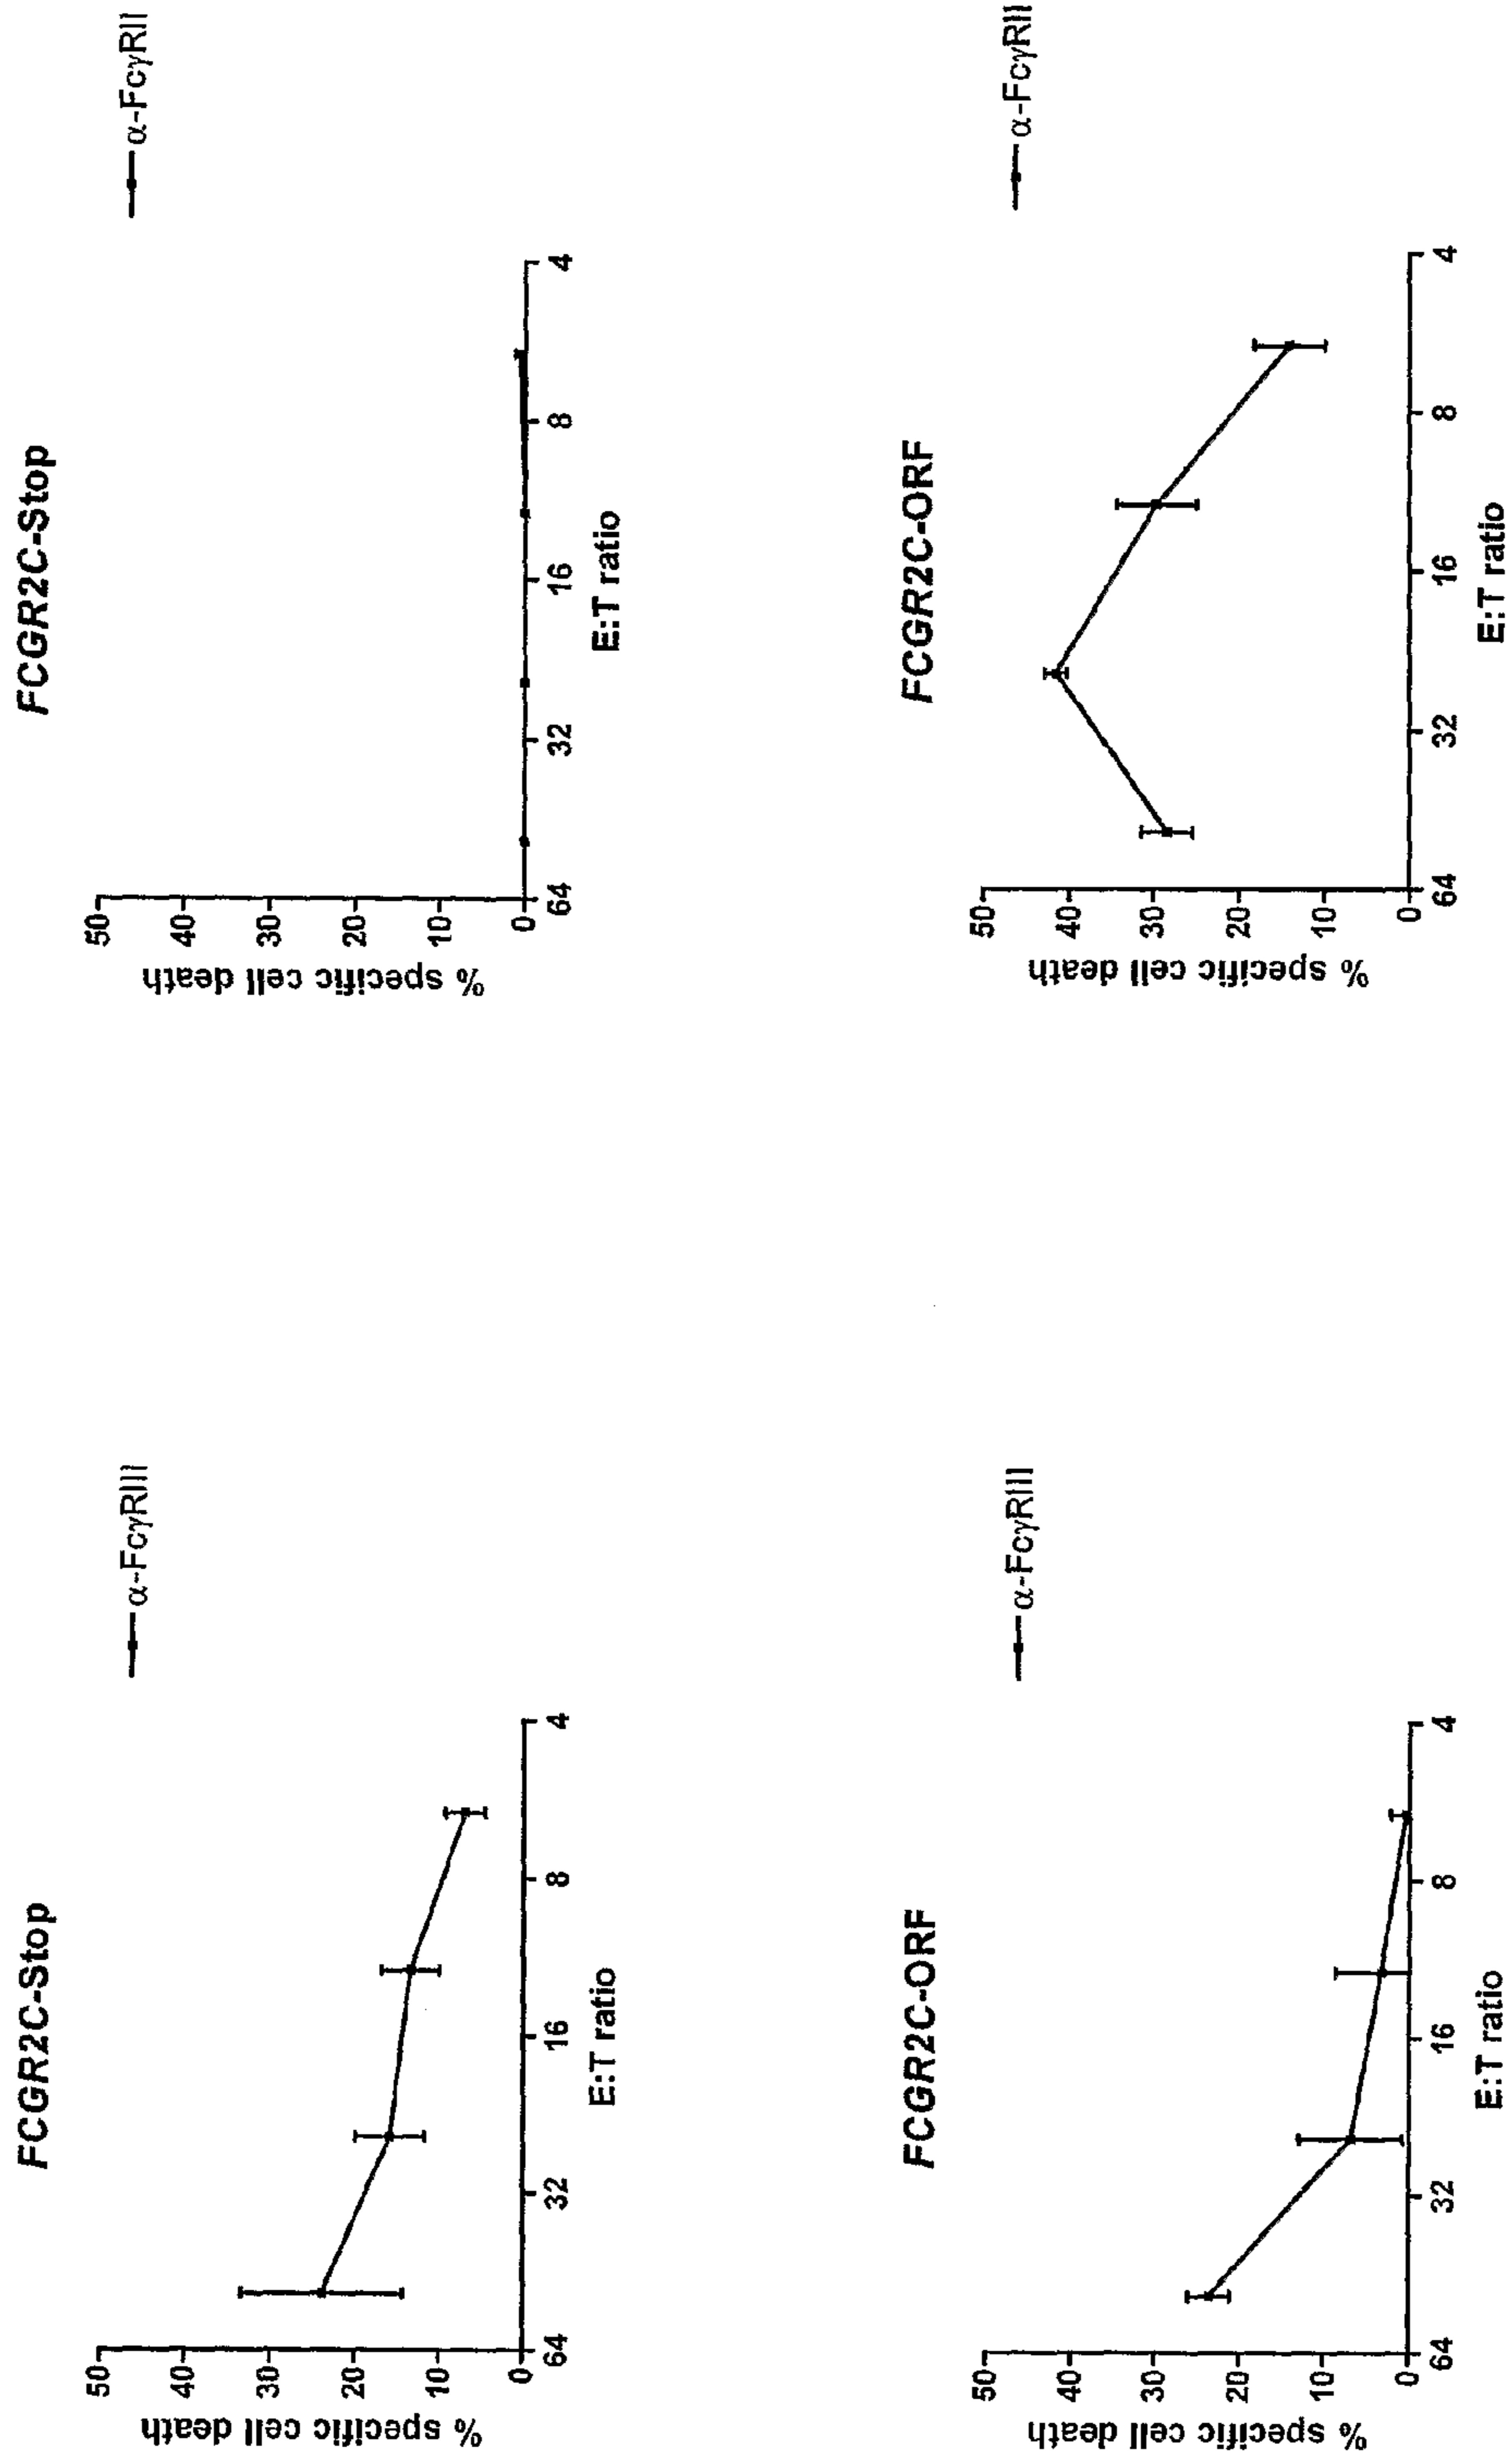 FCGR2C-Stop
α-FcγRIII
% specific cell death
50
40
30
20
10
0
64
32
16
8
4
E:T ratio
FCGR2C-Stop
α-FcγRII
% specific cell death
50
40
30
20
10
0
64
32
16
8
4
E:T ratio
FCGR2C-ORF
α-FcγRIII
% specific cell death
50
40
30
20
10
0
64
32
16
8
4
E:T ratio
FCGR2C-ORF
α-FcγRII
% specific cell death
50
40
30
20
10
0
64
32
16
8
4
E:T ratio